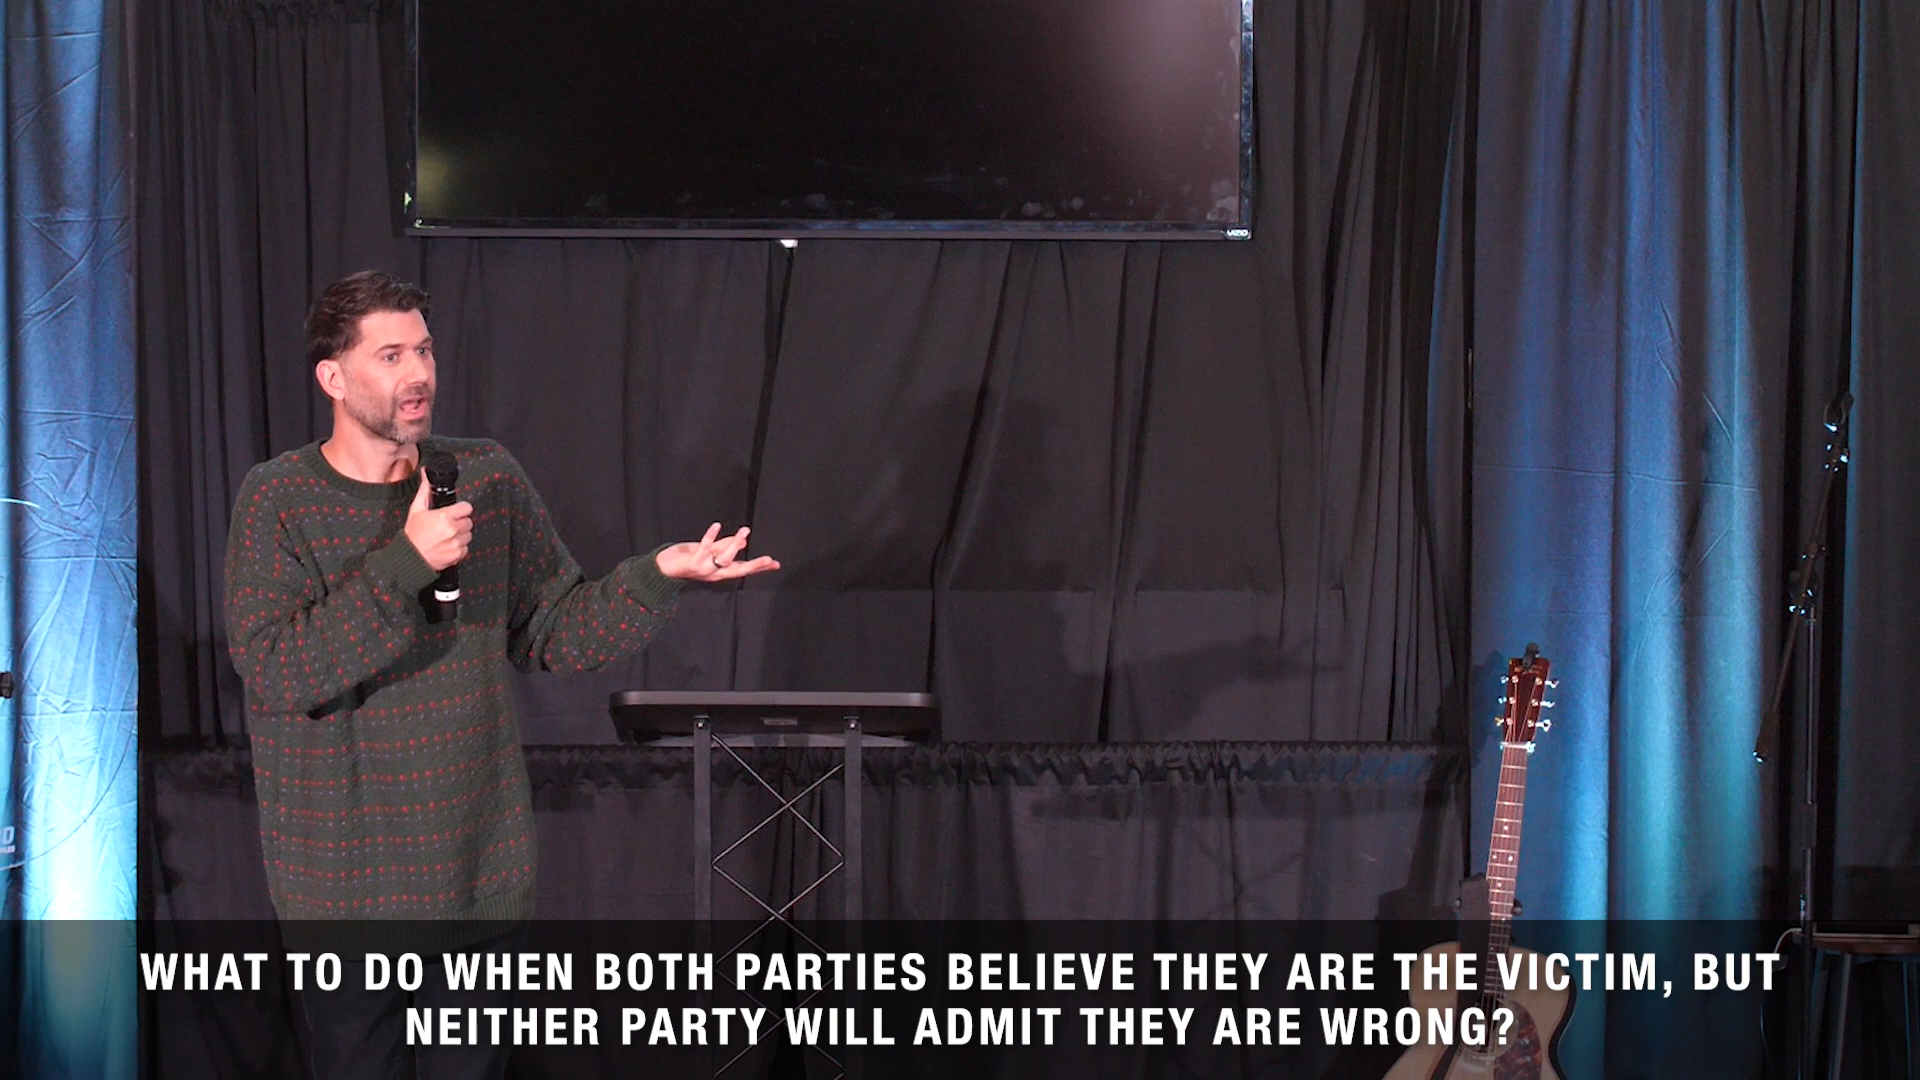 VIZIO
WHAT TO DO WHEN BOTH PARTIES BELIEVE THEY ARE THE VICTIM, BUT
NEITHER PARTY WILL ADMIT THEY ARE WRONG?